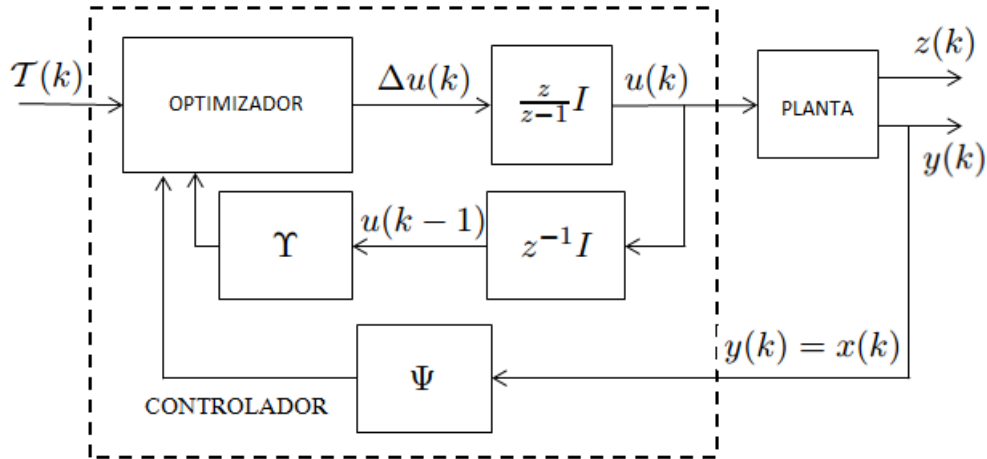 𝒯(k)
OPTIMIZADOR
Δu(k)
z/(z−1) I
u(k)
PLANTA
z(k)
y(k)
Υ
u(k − 1)
z⁻¹I
y(k) = x(k)
Ψ
CONTROLADOR